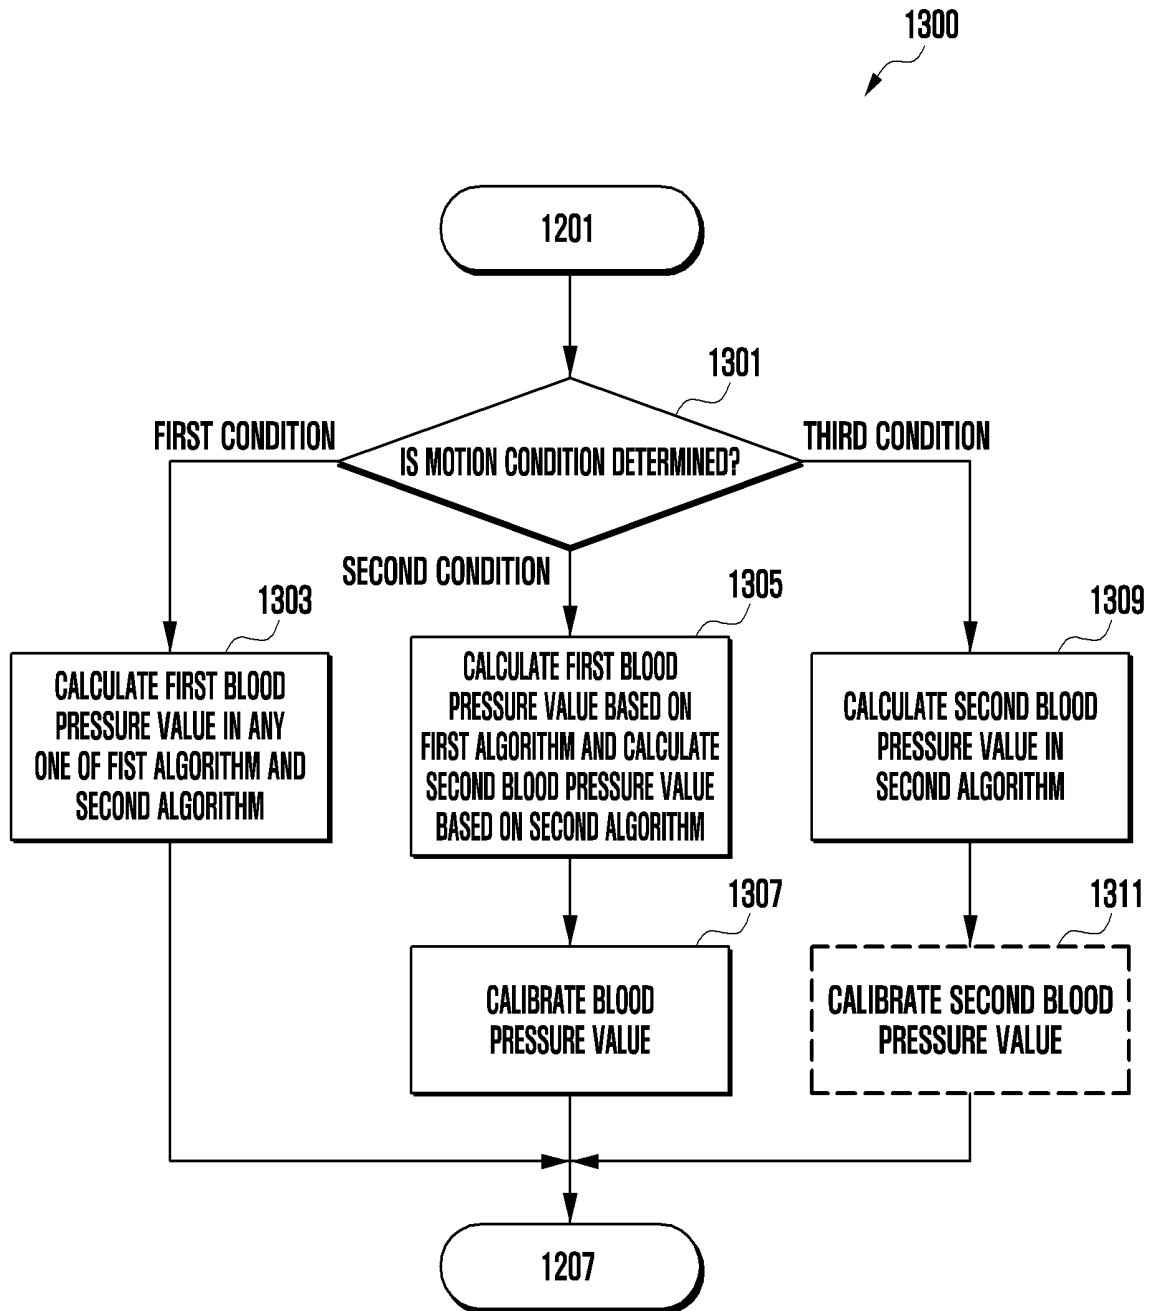 1300
1201
1301
FIRST CONDITION
THIRD CONDITION
IS MOTION CONDITION DETERMINED?
SECOND CONDITION
1303
CALCULATE FIRST BLOOD
PRESSURE VALUE IN ANY
ONE OF FIST ALGORITHM AND
SECOND ALGORITHM
1305
CALCULATE FIRST BLOOD
PRESSURE VALUE BASED ON
FIRST ALGORITHM AND CALCULATE
SECOND BLOOD PRESSURE VALUE
BASED ON SECOND ALGORITHM
1309
CALCULATE SECOND BLOOD
PRESSURE VALUE IN
SECOND ALGORITHM
1307
CALIBRATE BLOOD
PRESSURE VALUE
1311
CALIBRATE SECOND BLOOD
PRESSURE VALUE
1207